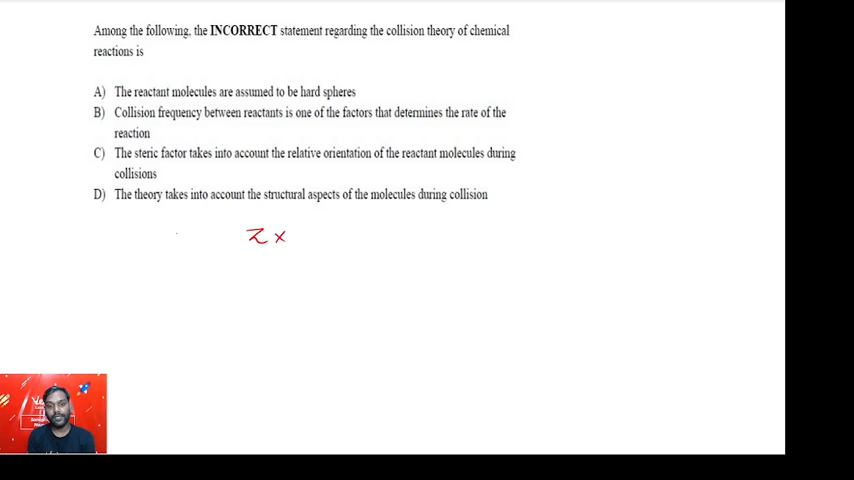 Among the following, the INCORRECT statement regarding the collision theory of chemical
reactions is
A) The reactant molecules are assumed to be hard spheres
B) Collision frequency between reactants is one of the factors that determines the rate of the
reaction
C) The steric factor takes into account the relative orientation of the reactant molecules during
collisions
D) The theory takes into account the structural aspects of the molecules during collision
Z ×